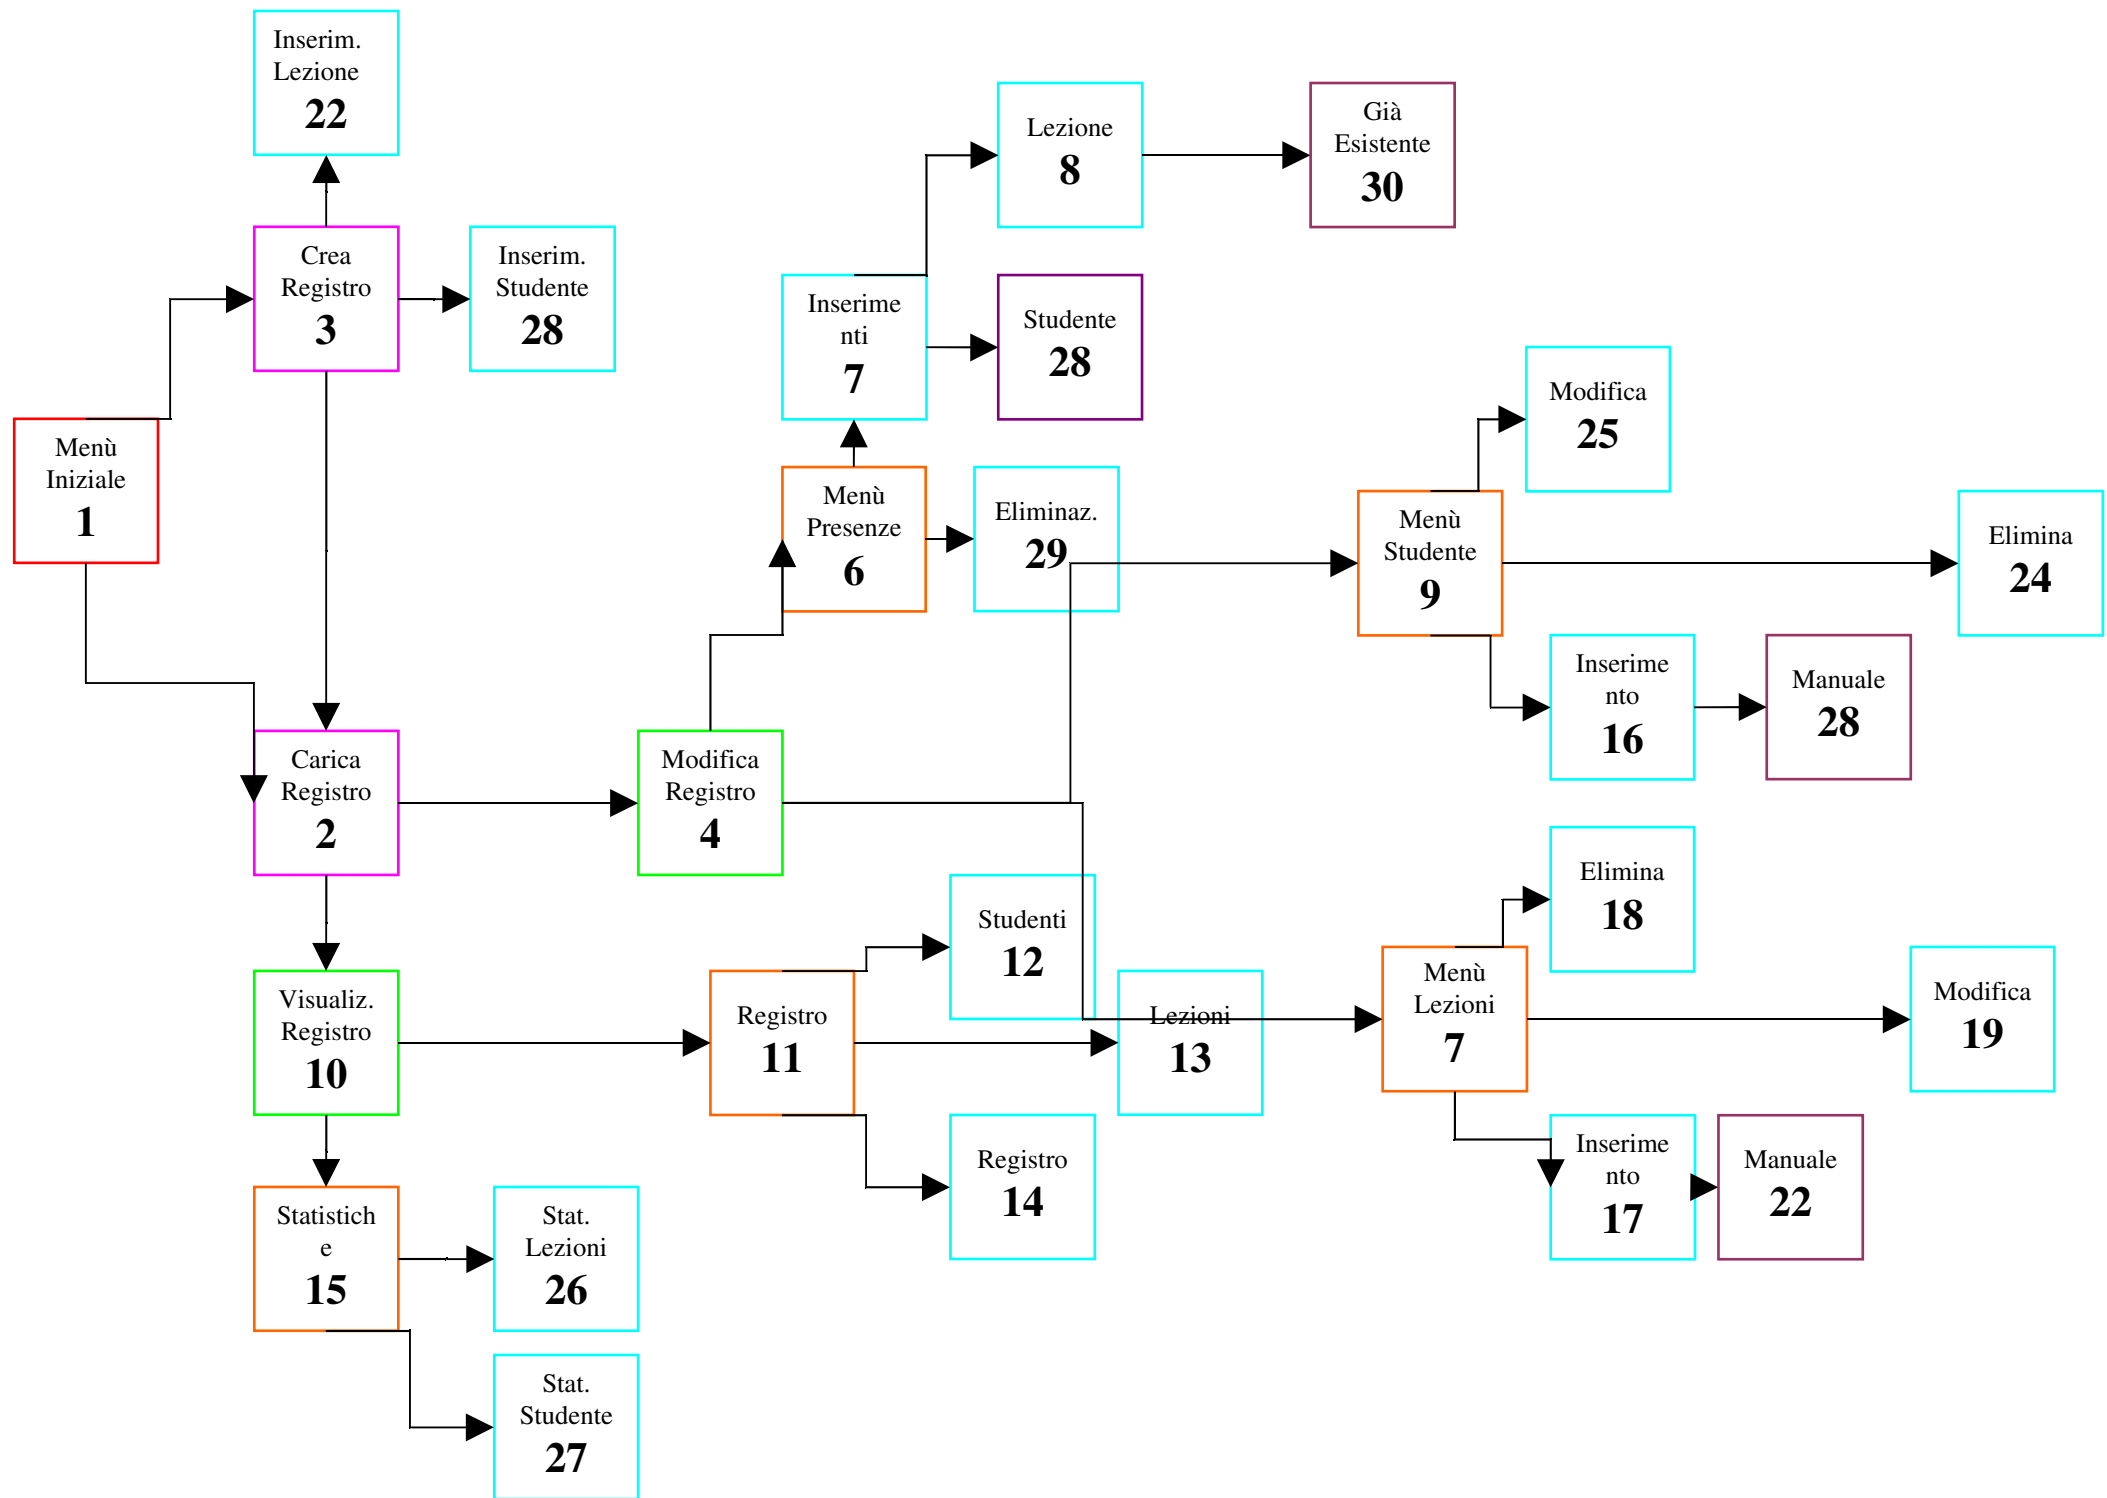 Inserim.
Lezione
22
Lezione
8
Già
Esistente
30
Crea
Registro
3
Inserim.
Studente
28
Inserime
nti
7
Studente
28
Modifica
25
Menù
Iniziale
1
Menù
Presenze
6
Eliminaz.
29
Menù
Studente
9
Elimina
24
Inserime
nto
16
Manuale
28
Carica
Registro
2
Modifica
Registro
4
Elimina
18
Studenti
12
Visualiz.
Registro
10
Registro
11
Lezioni
13
Menù
Lezioni
7
Modifica
19
Registro
14
Inserime
nto
17
Manuale
22
Statistich
e
15
Stat.
Lezioni
26
Stat.
Studente
27